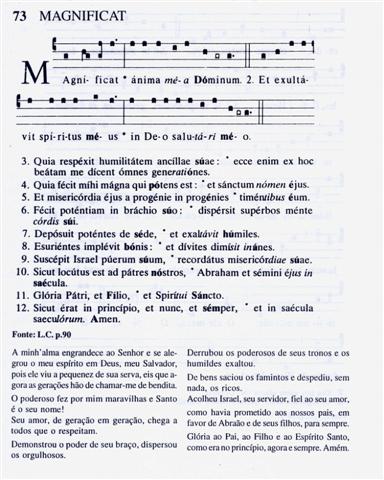 73 MAGNIFICAT
Magní- ficat * ánima mé-a Dóminum. 2. Et exultá-
vit spí-ri-tus mé- us * in De-o salu-tá-ri mé- o.
3. Quia respéxit humilitátem ancíllae súae: * ecce enim ex hoc
beátam me dícent ómnes generatiónes.
4. Quia fécit míhi mágna qui pótens est: * et sánctum nómen éjus.
5. Et misericórdia éjus a progénie in progénies * timéntibus éum.
6. Fécit poténtiam in bráchio súo: * dispérsit supérbos ménte
córdis súi.
7. Depósuit poténtes de séde, * et exaltávit húmiles.
8. Esuriéntes implévit bónis: * et dívites dimísit inánes.
9. Suscépit Israel púerum súum, * recordátus misericórdiae súae.
10. Sicut locútus est ad pátres nóstros, * Abraham et sémini éjus in
saécula.
11. Glória Pátri, et Fílio, * et Spirítui Sáncto.
12. Sicut érat in princípio, et nunc, et sémper, * et in saécula
saeculórum. Amen.
Fonte: L.C. p.90
A minh'alma engrandece ao Senhor e se ale-
grou o meu espírito em Deus, meu Salvador,
pois ele viu a pequenez de sua serva, eis que a-
gora as gerações hão de chamar-me de bendita.
O poderoso fez por mim maravilhas e Santo
é o seu nome!
Seu amor, de geração em geração, chega a
todos que o respeitam.
Demonstrou o poder de seu braço, dispersou
os orgulhosos.
Derrubou os poderosos de seus tronos e os
humildes exaltou.
De bens saciou os famintos e despediu, sem
nada, os ricos.
Acolheu Israel, seu servidor, fiel ao seu amor,
como havia prometido aos nossos pais, em
favor de Abraão e de seus filhos, para sempre.
Glória ao Pai, ao Filho e ao Espírito Santo,
como era no princípio, agora e sempre. Amém.